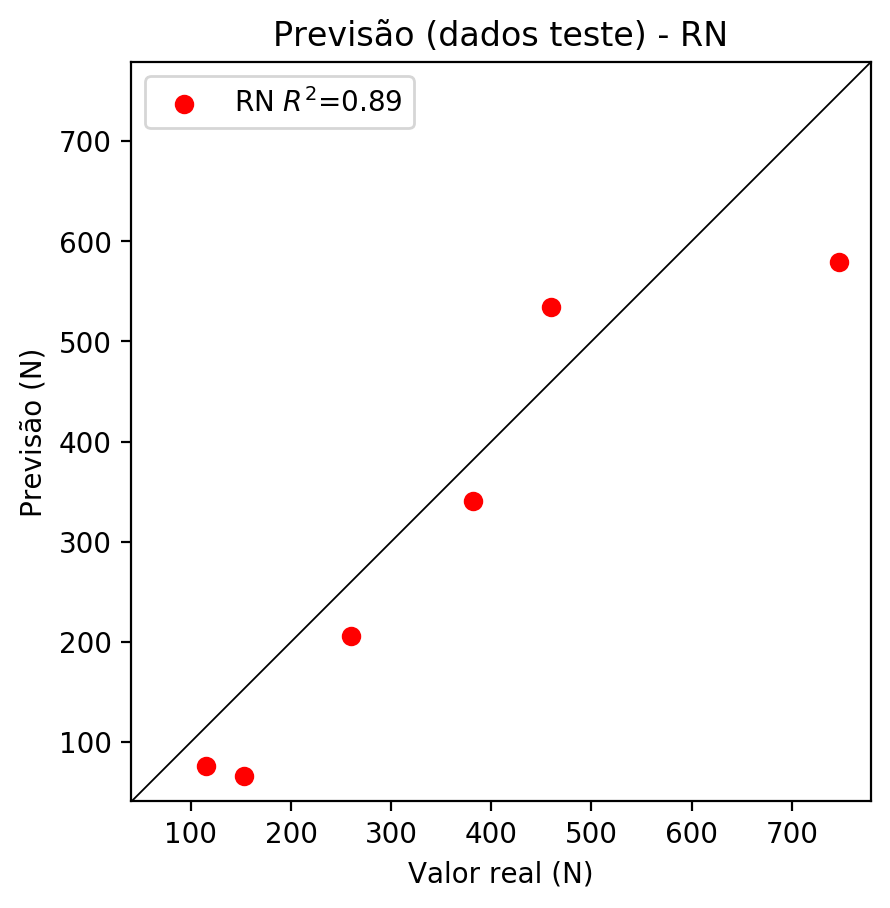 Previsão (dados teste) - RN
RN R²=0.89
700
600
500
400
300
200
100
Previsão (N)
100 200 300 400 500 600 700
Valor real (N)